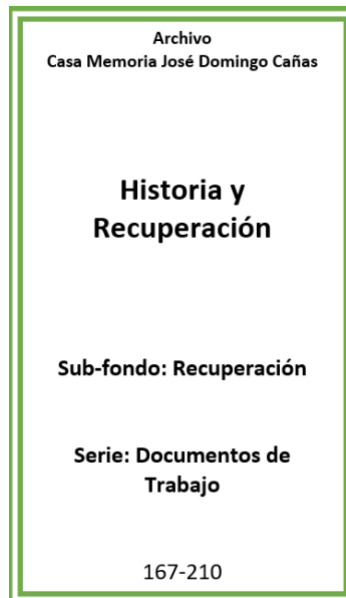 Archivo
Casa Memoria José Domingo Cañas
Historia y
Recuperación
Sub-fondo: Recuperación
Serie: Documentos de
Trabajo
167-210